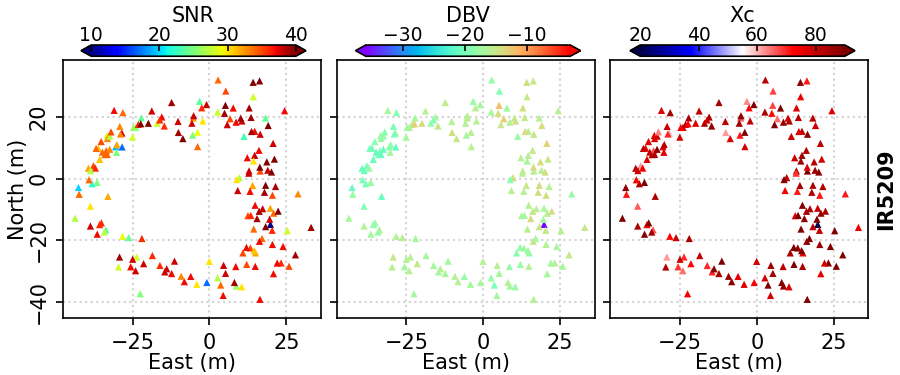 SNR
DBV
Xc
10 20 30 40
−30 −20 −10
20 40 60 80
North (m)
20
0
−20
−40
IR5209
−25 0 25
−25 0 25
−25 0 25
East (m)
East (m)
East (m)